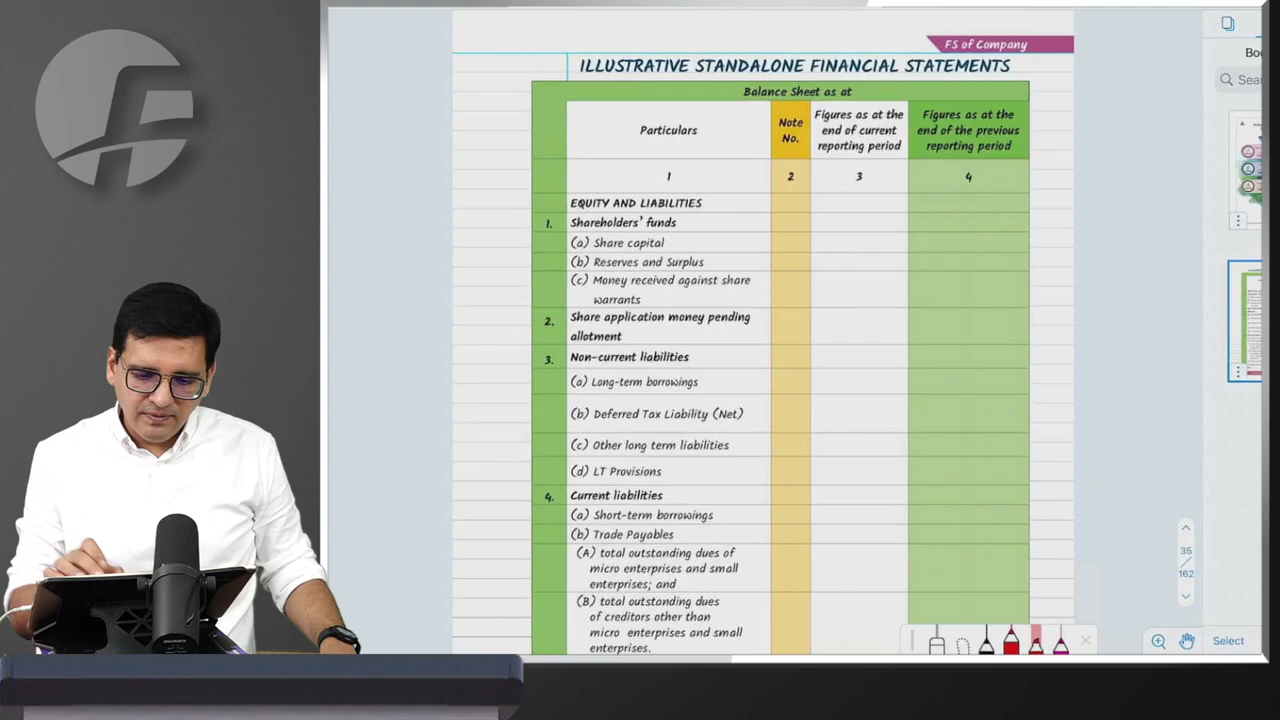 FS of Company
ILLUSTRATIVE STANDALONE FINANCIAL STATEMENTS
Balance Sheet as at
Particulars
Note No.
Figures as at the end of current reporting period
Figures as at the end of the previous reporting period
1 2 3 4
EQUITY AND LIABILITIES
1. Shareholders' funds
(a) Share capital
(b) Reserves and Surplus
(c) Money received against share
warrants
2. Share application money pending
allotment
3. Non-current liabilities
(a) Long-term borrowings
(b) Deferred Tax Liability (Net)
(c) Other long term liabilities
(d) LT Provisions
4. Current liabilities
(a) Short-term borrowings
(b) Trade Payables
(A) total outstanding dues of
micro enterprises and small
enterprises; and
(B) total outstanding dues
of creditors other than
micro enterprises and small
enterprises.
35
/
162
Select